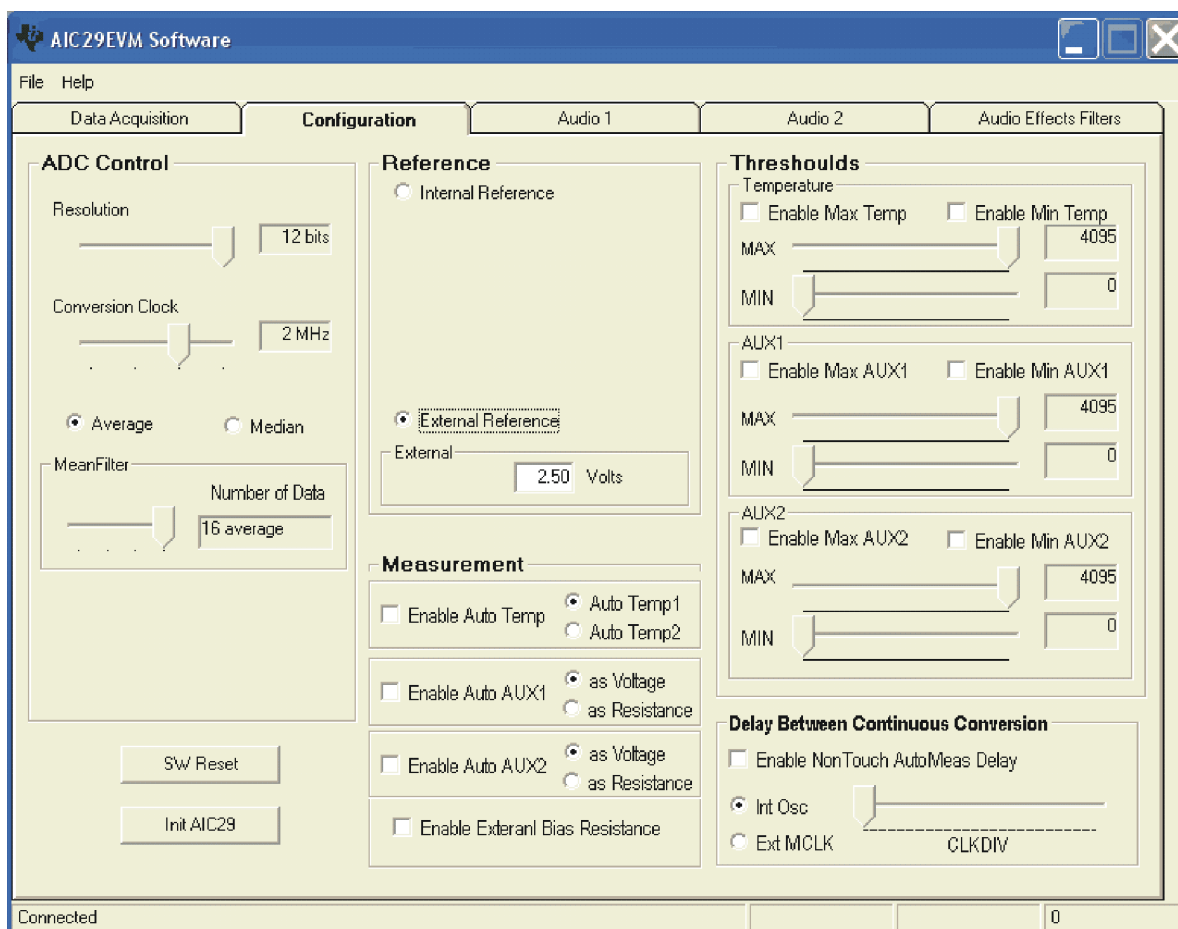 AIC29EVM Software
File Help
Data Acquisition
Configuration
Audio 1
Audio 2
Audio Effects Filters
ADC Control
Resolution
12 bits
Conversion Clock
2 MHz
Average
Median
MeanFilter
Number of Data
16 average
SW Reset
Init AIC29
Reference
Internal Reference
External Reference
External
2.50 Volts
Measurement
Enable Auto Temp
Auto Temp1
Auto Temp2
Enable Auto AUX1
as Voltage
as Resistance
Enable Auto AUX2
as Voltage
as Resistance
Enable Exteranl Bias Resistance
Threshoulds
Temperature
Enable Max Temp
Enable Min Temp
MAX
4095
MIN
0
AUX1
Enable Max AUX1
Enable Min AUX1
MAX
4095
MIN
0
AUX2
Enable Max AUX2
Enable Min AUX2
MAX
4095
MIN
0
Delay Between Continuous Conversion
Enable NonTouch AutoMeas Delay
Int Osc
Ext MCLK
CLKDIV
Connected
0